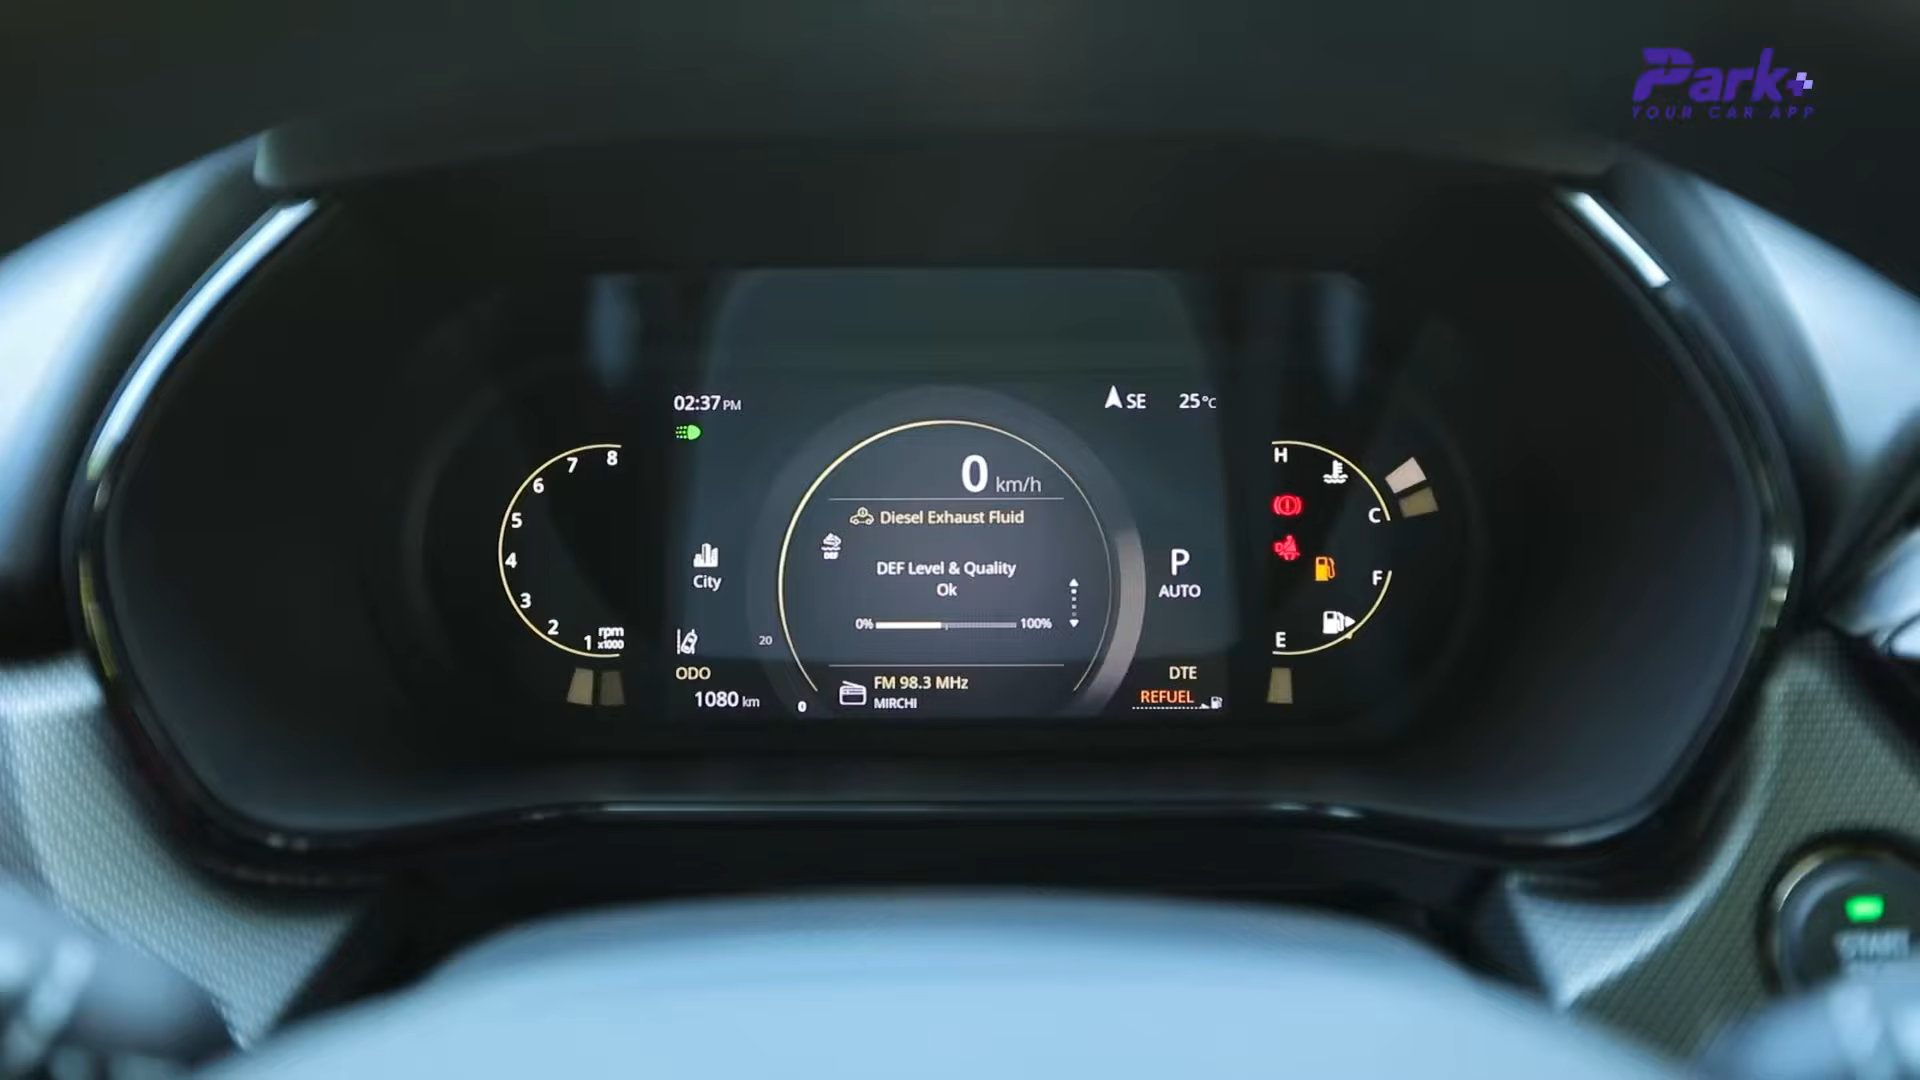 Park+
YOUR CAR APP
02:37 PM
SE
25°C
8
7
6
5
4
3
2
1
rpm
x1000
0 km/h
Diesel Exhaust Fluid
DEF
DEF Level & Quality
Ok
0%
100%
City
P
AUTO
H
C
F
E
20
0
ODO
1080 km
FM 98.3 MHz
MIRCHI
DTE
REFUEL
START